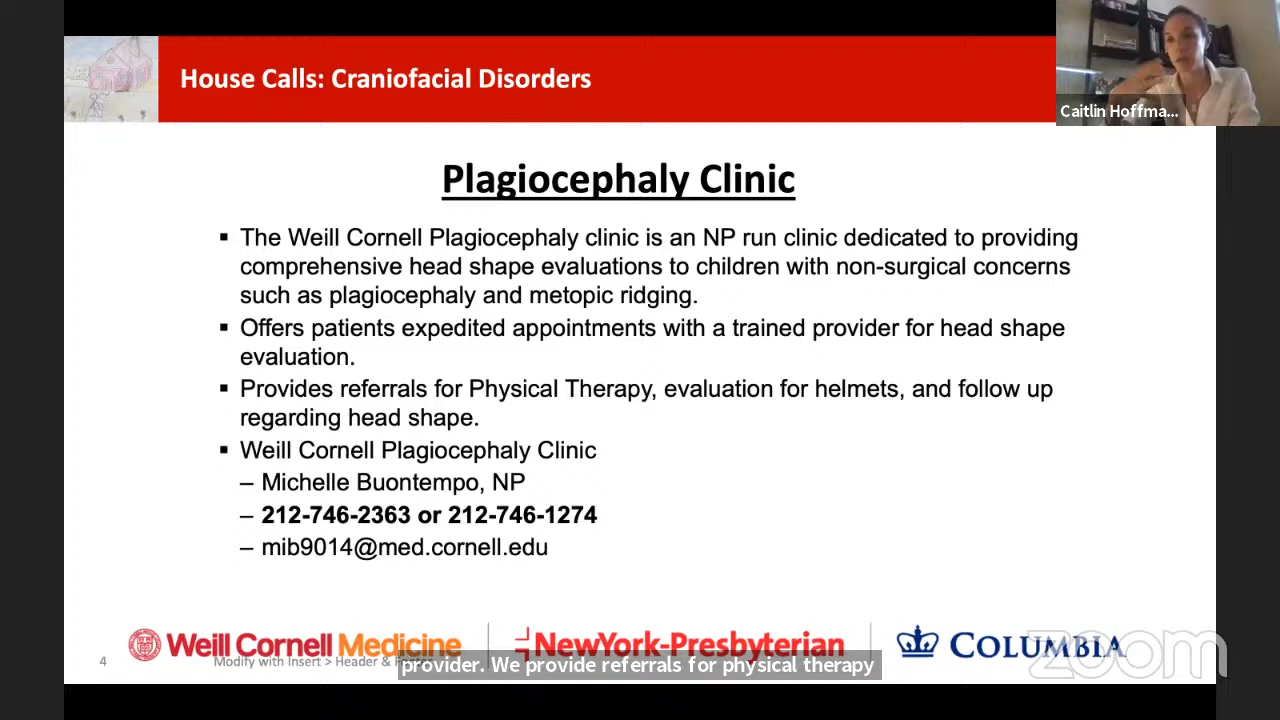 House Calls: Craniofacial Disorders
Caitlin Hoffma...
Plagiocephaly Clinic
▪ The Weill Cornell Plagiocephaly clinic is an NP run clinic dedicated to providing
comprehensive head shape evaluations to children with non-surgical concerns
such as plagiocephaly and metopic ridging.
▪ Offers patients expedited appointments with a trained provider for head shape
evaluation.
▪ Provides referrals for Physical Therapy, evaluation for helmets, and follow up
regarding head shape.
▪ Weill Cornell Plagiocephaly Clinic
– Michelle Buontempo, NP
– 212-746-2363 or 212-746-1274
– mib9014@med.cornell.edu
Weill Cornell Medicine
NewYork-Presbyterian
COLUMBIA
zoom
4
Modify with Insert > Header &
provider. We provide referrals for physical therapy